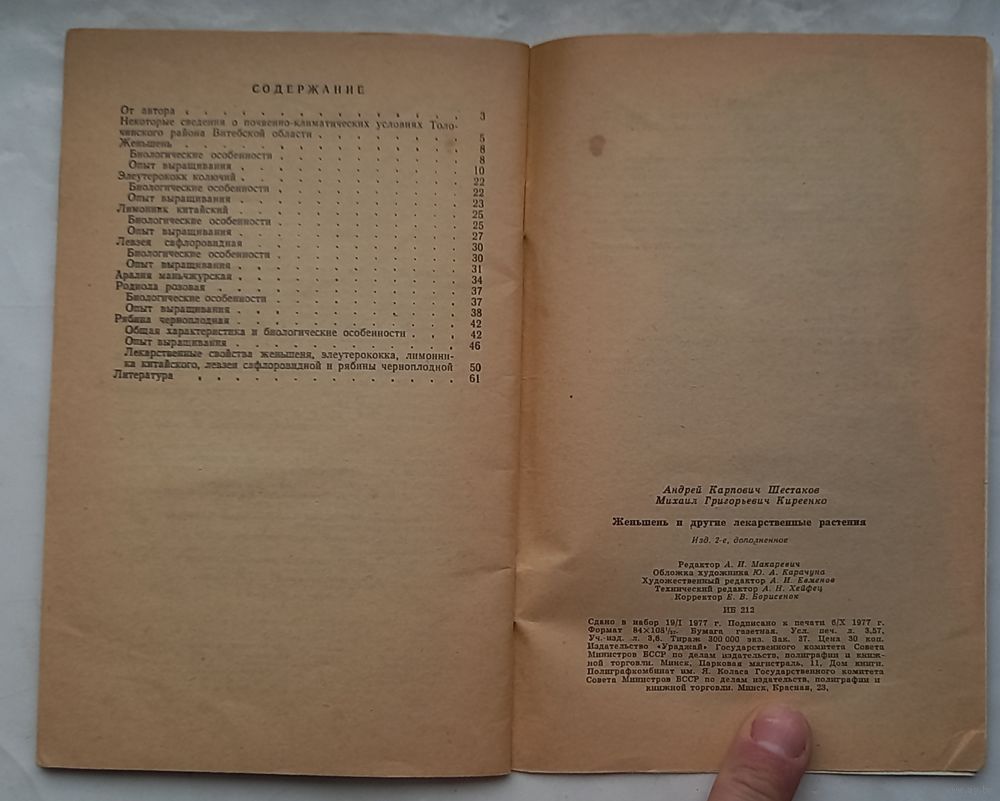 СОДЕРЖАНИЕ
От автора . . . . . . . . . . . . . 3
Некоторые сведения о почвенно-климатических условиях Толо-
чинского района Витебской области . . . . . . 5
Женьшень . . . . . . . . . . . . . 8
Биологические особенности . . . . . . . . 8
Опыт выращивания . . . . . . . . . . 10
Элеутерококк колючий . . . . . . . . . . 22
Биологические особенности . . . . . . . . 22
Опыт выращивания . . . . . . . . . . 23
Лимонник китайский . . . . . . . . . . 25
Биологические особенности . . . . . . . . 25
Опыт выращивания . . . . . . . . . . 27
Левзея сафлоровидная . . . . . . . . . . 30
Биологические особенности . . . . . . . . 30
Опыт выращивания . . . . . . . . . . 31
Аралия маньчжурская . . . . . . . . . . 34
Родиола розовая . . . . . . . . . . . 37
Биологические особенности . . . . . . . . 37
Опыт выращивания . . . . . . . . . . 38
Рябина черноплодная . . . . . . . . . . 42
Общая характеристика и биологические особенности . . . 42
Опыт выращивания . . . . . . . . . . 46
Лекарственные свойства женьшеня, элеутерококка, лимонни-
ка китайского, левзеи сафлоровидной и рябины черноплодной 50
Литература . . . . . . . . . . . . 61
Андрей Карпович Шестаков
Михаил Григорьевич Киреенко
Женьшень и другие лекарственные растения
Изд. 2-е, дополненное
Редактор А. И. Макаревич
Обложка художника Ю. А. Карачуна
Художественный редактор А. И. Евменов
Технический редактор А. Н. Хейфец
Корректор Е. В. Борисенок
ИБ 212
Сдано в набор 19/I 1977 г. Подписано к печати 6/X 1977 г.
Формат 84×108¹/₃₂. Бумага газетная. Усл. печ. л. 3,57.
Уч.-изд. л. 3,6. Тираж 300 000 экз. Зак. 37. Цена 30 коп.
Издательство «Ураджай» Государственного комитета Совета
Министров БССР по делам издательств, полиграфии и книж-
ной торговли. Минск, Парковая магистраль, 11, Дом книги.
Полиграфкомбинат им. Я. Коласа Государственного комитета
Совета Министров БССР по делам издательств, полиграфии и
книжной торговли. Минск, Красная, 23,